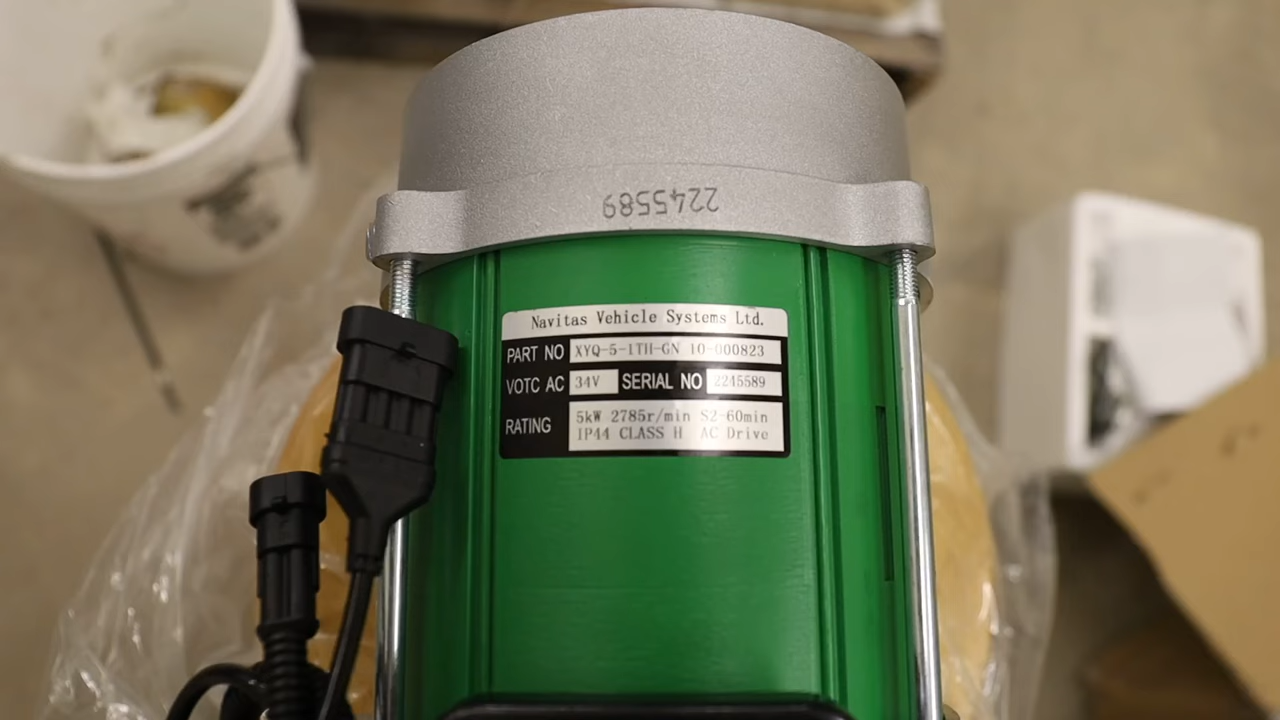 2245589
Navitas Vehicle Systems Ltd.
PART NO XYQ-5-1TH-GN 10-000823
VOTC AC 34V SERIAL NO 2245589
RATING 5kW 2785r/min S2-60min
IP44 CLASS H AC Drive